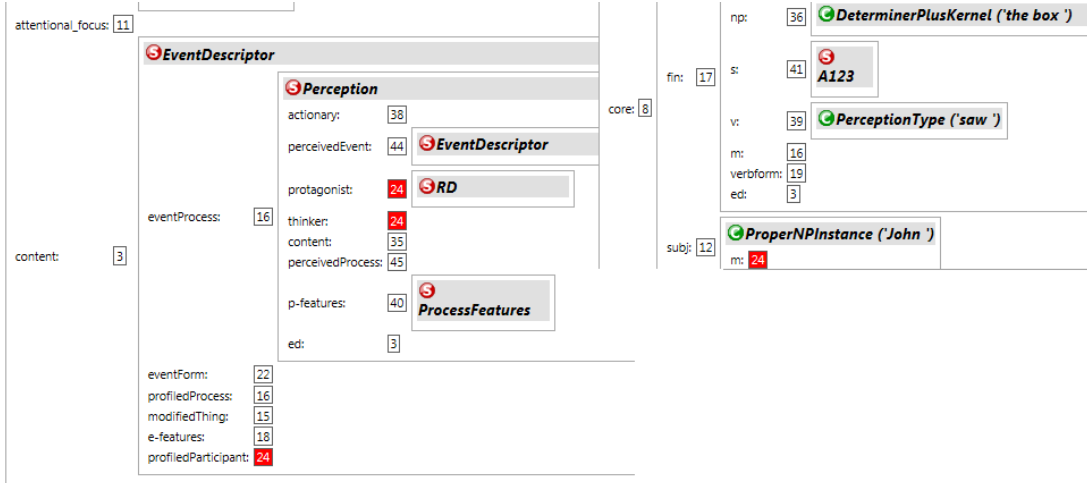 attentional_focus: 11
S EventDescriptor
S Perception
actionary: 38
perceivedEvent: 44 S EventDescriptor
protagonist: 24 S RD
eventProcess: 16
thinker: 24
content: 35
perceivedProcess: 45
content: 3
p-features: 40 S ProcessFeatures
ed: 3
eventForm: 22
profiledProcess: 16
modifiedThing: 15
e-features: 18
profiledParticipant: 24
core: 8
fin: 17
np: 36 C DeterminerPlusKernel ('the box ')
s: 41 S A123
v: 39 C PerceptionType ('saw ')
m: 16
verbform: 19
ed: 3
subj: 12
C ProperNPInstance ('John ')
m: 24